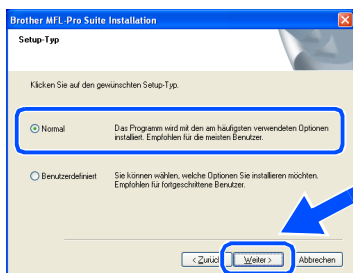 Brother MFL-Pro Suite Installation
Setup-Typ
Klicken Sie auf den gewünschten Setup-Typ.
Normal
Das Programm wird mit den am häufigsten verwendeten Optionen
installiert. Empfohlen für die meisten Benutzer.
Benutzerdefiniert
Sie können wählen, welche Optionen Sie installieren möchten.
Empfohlen für fortgeschrittene Benutzer.
< Zurück
Weiter >
Abbrechen